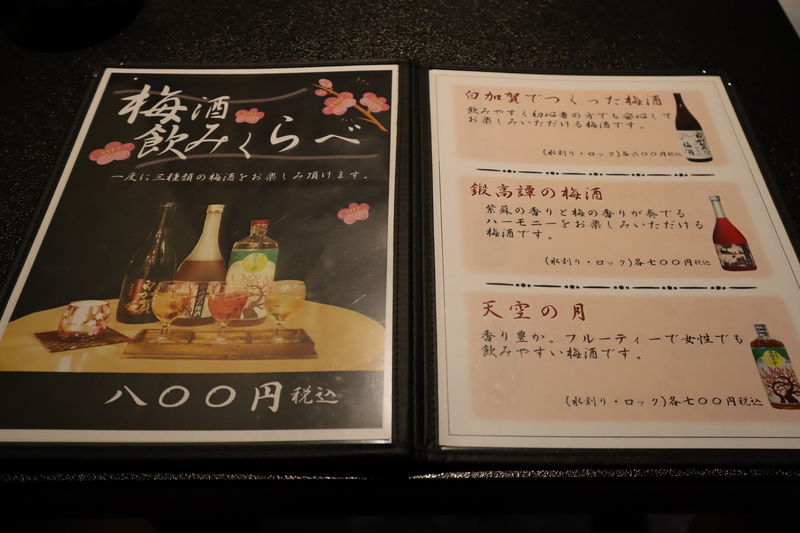 梅酒
飲みくらべ
一度に三種類の梅酒をお楽しみ頂けます。
八〇〇円 税込
白加賀でつくった梅酒
飲みやすく初心者の方でも安心して
お楽しみいただける梅酒です。
(水割り・ロック)各六〇〇円税込
鍛高譚の梅酒
紫蘇の香りと梅の香りが奏でる
ハーモニーをお楽しみいただける
梅酒です。
(水割り・ロック)各七〇〇円税込
天空の月
香り豊か。フルーティーで女性でも
飲みやすい梅酒です。
(水割り・ロック)各七〇〇円税込